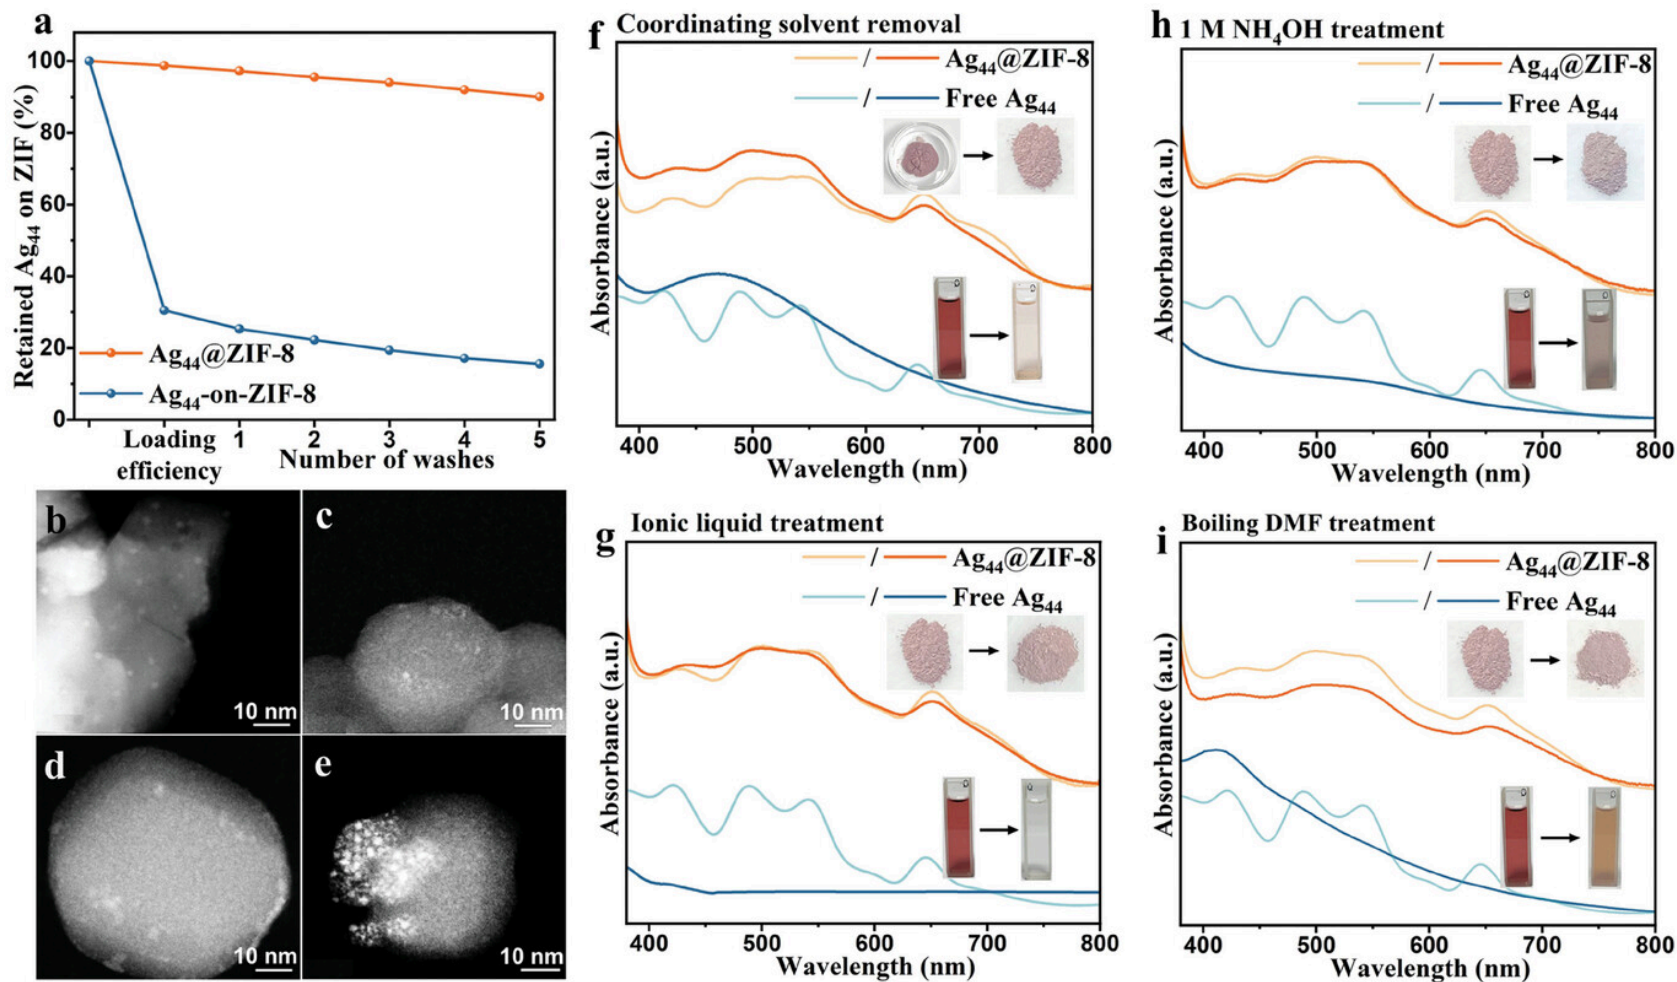 a
Retained Ag44 on ZIF (%)
100
80
60
40
20
0
Ag44@ZIF-8
Ag44-on-ZIF-8
Loading efficiency
1
2
3
4
5
Number of washes
b
10 nm
c
10 nm
d
10 nm
e
10 nm
f
Coordinating solvent removal
/ Ag44@ZIF-8
/ Free Ag44
Absorbance (a.u.)
400 500 600 700 800
Wavelength (nm)
g
Ionic liquid treatment
/ Ag44@ZIF-8
/ Free Ag44
Absorbance (a.u.)
400 500 600 700 800
Wavelength (nm)
h
1 M NH4OH treatment
/ Ag44@ZIF-8
/ Free Ag44
Absorbance (a.u.)
400 500 600 700 800
Wavelength (nm)
i
Boiling DMF treatment
/ Ag44@ZIF-8
/ Free Ag44
Absorbance (a.u.)
400 500 600 700 800
Wavelength (nm)